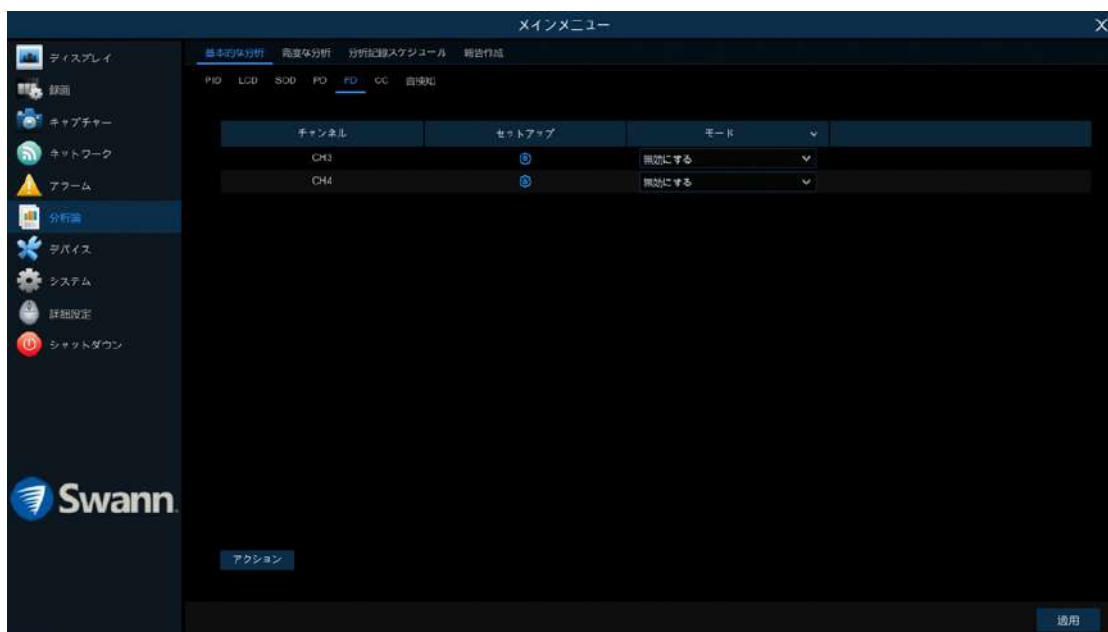 メインメニュー X
ディスプレイ
録画
キャプチャー
ネットワーク
アラーム
分析論
デバイス
システム
詳細設定
シャットダウン
Swann
基本的な分析 高度な分析 分析記録スケジュール 報告作成
PID LCD SOD PD FD CC 音検知
チャンネル セットアップ モード
CH3 無効にする
CH4 無効にする
アクション
適用